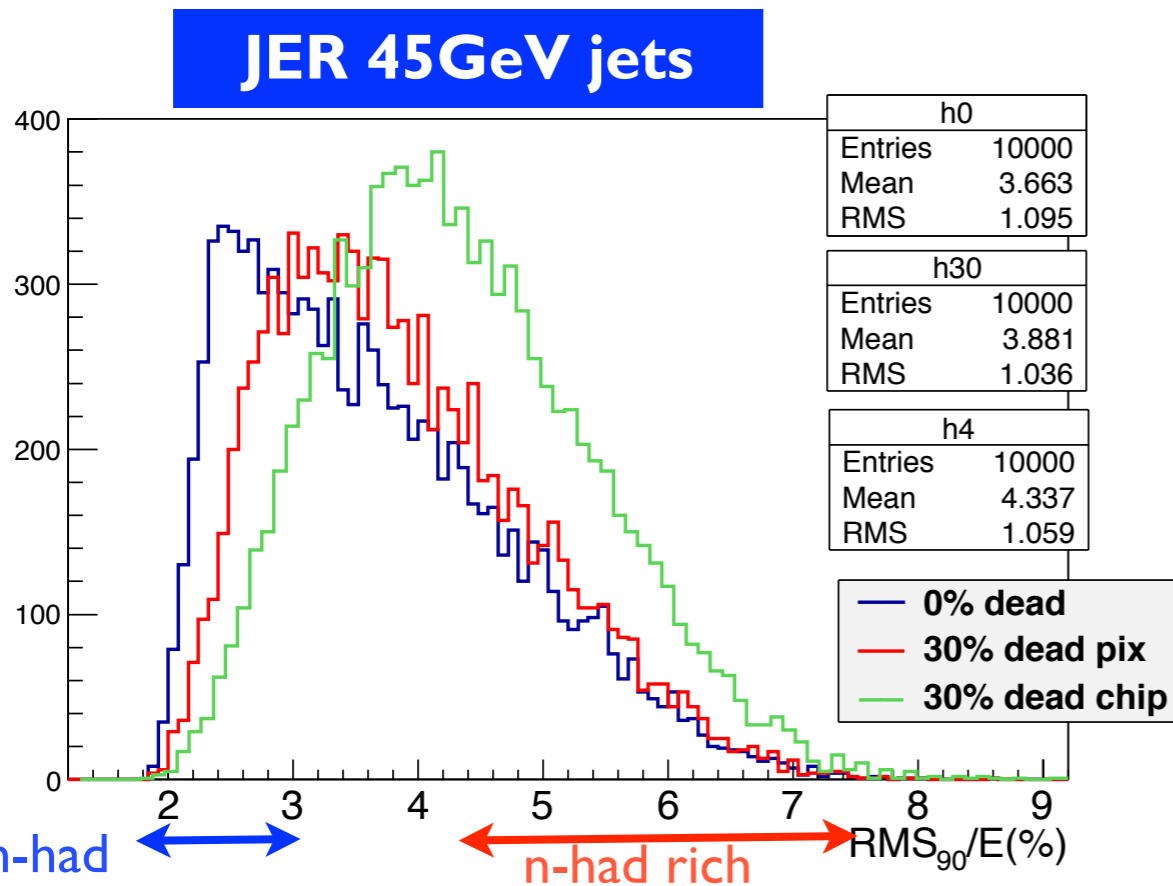 JER 45GeV jets
400
300
200
100
0
2 3 4 5 6 7 8 9
RMS90/E(%)
h0
Entries 10000
Mean 3.663
RMS 1.095
h30
Entries 10000
Mean 3.881
RMS 1.036
h4
Entries 10000
Mean 4.337
RMS 1.059
0% dead
30% dead pix
30% dead chip
-had
n-had rich